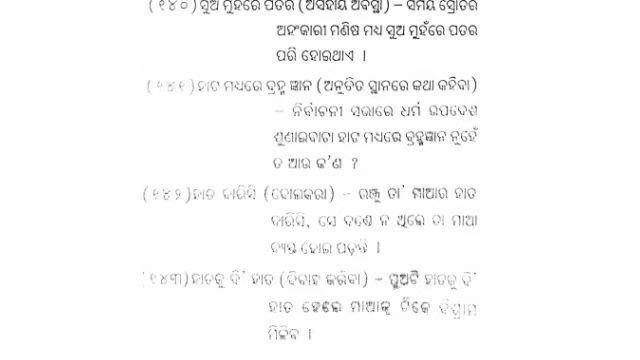 (୧୪୦) ସୁଅ ମୁହଁରେ ପତର (ଅସହାୟ ଅବସ୍ଥା) – ସମୟ ସ୍ରୋତର
ଅହଂକାରୀ ମଣିଷ ମଧ୍ୟ ସୁଅ ମୁହଁରେ ପତର
ପରି ହୋଇଥାଏ ।
(୧୪୧) ହାଟ ମଧ୍ୟରେ ବ୍ରହ୍ମ ଜ୍ଞାନ (ଅନୁଚିତ ସ୍ଥାନରେ କଥା କହିବା)
– ନିର୍ବାଚନୀ ସଭାରେ ଧର୍ମ ଉପଦେଶ
ଶୁଣାଇବାଟା ହାଟ ମଧ୍ୟରେ ବ୍ରହ୍ମଜ୍ଞାନ ନୁହେଁ
ତ ଆଉ କ'ଣ ?
(୧୪୨) ହାତ ବାରିସି (ବୋଲକରା) – ରଞ୍ଜୁ ତା' ମାଆର ହାତ
ବାରିସି, ସେ ଦଣ୍ଡେ ନ ଥିଲେ ତା ମାଆ
ବ୍ୟସ୍ତ ହୋଇ ପଡ଼ନ୍ତି ।
(୧୪୩) ହାତକୁ ଦି' ହାତ (ବିବାହ କରିବା) – ପୁଅଟି ହାତକୁ ଦି'
ହାତ ହେଲେ ମାଆକୁ ଟିକେ ବିଶ୍ରାମ
ମିଳିବ ।